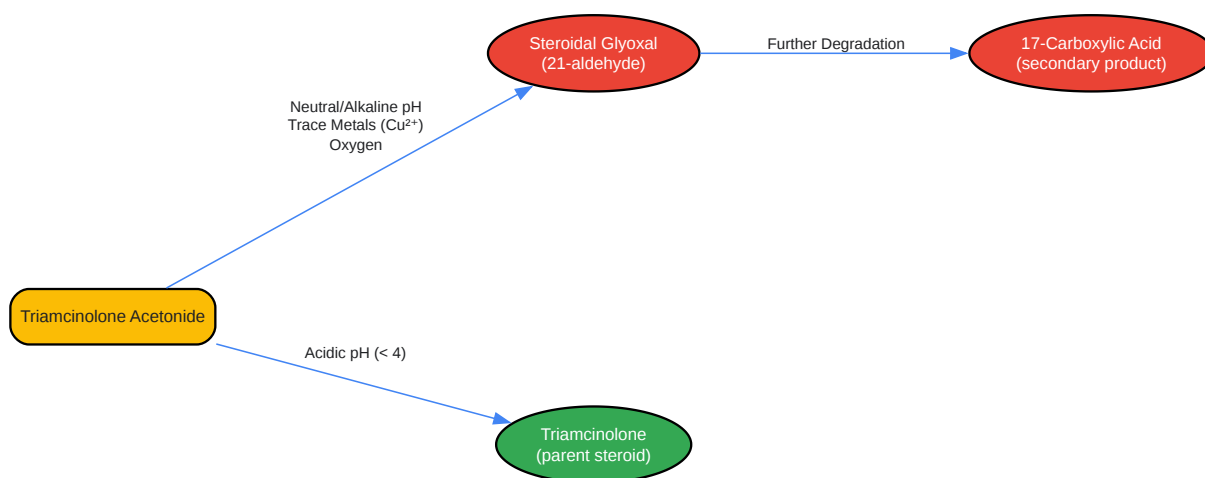 Steroidal Glyoxal
(21-aldehyde)
Further Degradation
17-Carboxylic Acid
(secondary product)
Neutral/Alkaline pH
Trace Metals (Cu²⁺)
Oxygen
Triamcinolone Acetonide
Acidic pH (< 4)
Triamcinolone
(parent steroid)